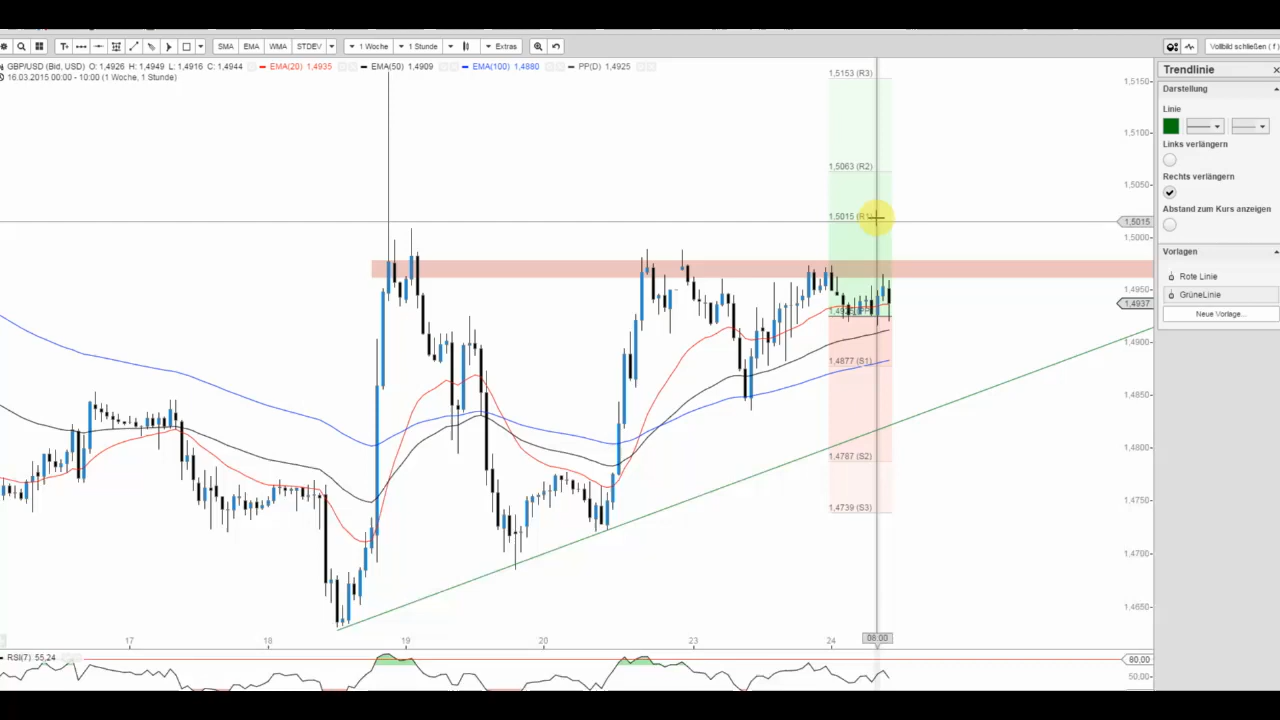 T+ SMA EMA WMA STDEV 1 Woche 1 Stunde Extras Vollbild schließen ( f )
GBP/USD (Bid, USD) O: 1,4926 H: 1,4949 L: 1,4916 C: 1,4944 EMA(20) 1,4935 EMA(50) 1,4909 EMA(100) 1,4880 PP(D) 1,4925
16.03.2015 00:00 - 10:00 (1 Woche, 1 Stunde)
1,5153 (R3)
1,5063 (R2)
1,5015 (R1)
1,4877 (S1)
1,4787 (S2)
1,4739 (S3)
1,5150
1,5100
1,5050
1,5015
1,5000
1,4950
1,4937
1,4900
1,4850
1,4800
1,4750
1,4700
1,4650
17 18 19 20 23 24 08:00
RSI(7) 55,24
80,00
50,00
Trendlinie
Darstellung
Linie
Links verlängern
Rechts verlängern
Abstand zum Kurs anzeigen
Vorlagen
Rote Linie
GrüneLinie
Neue Vorlage...